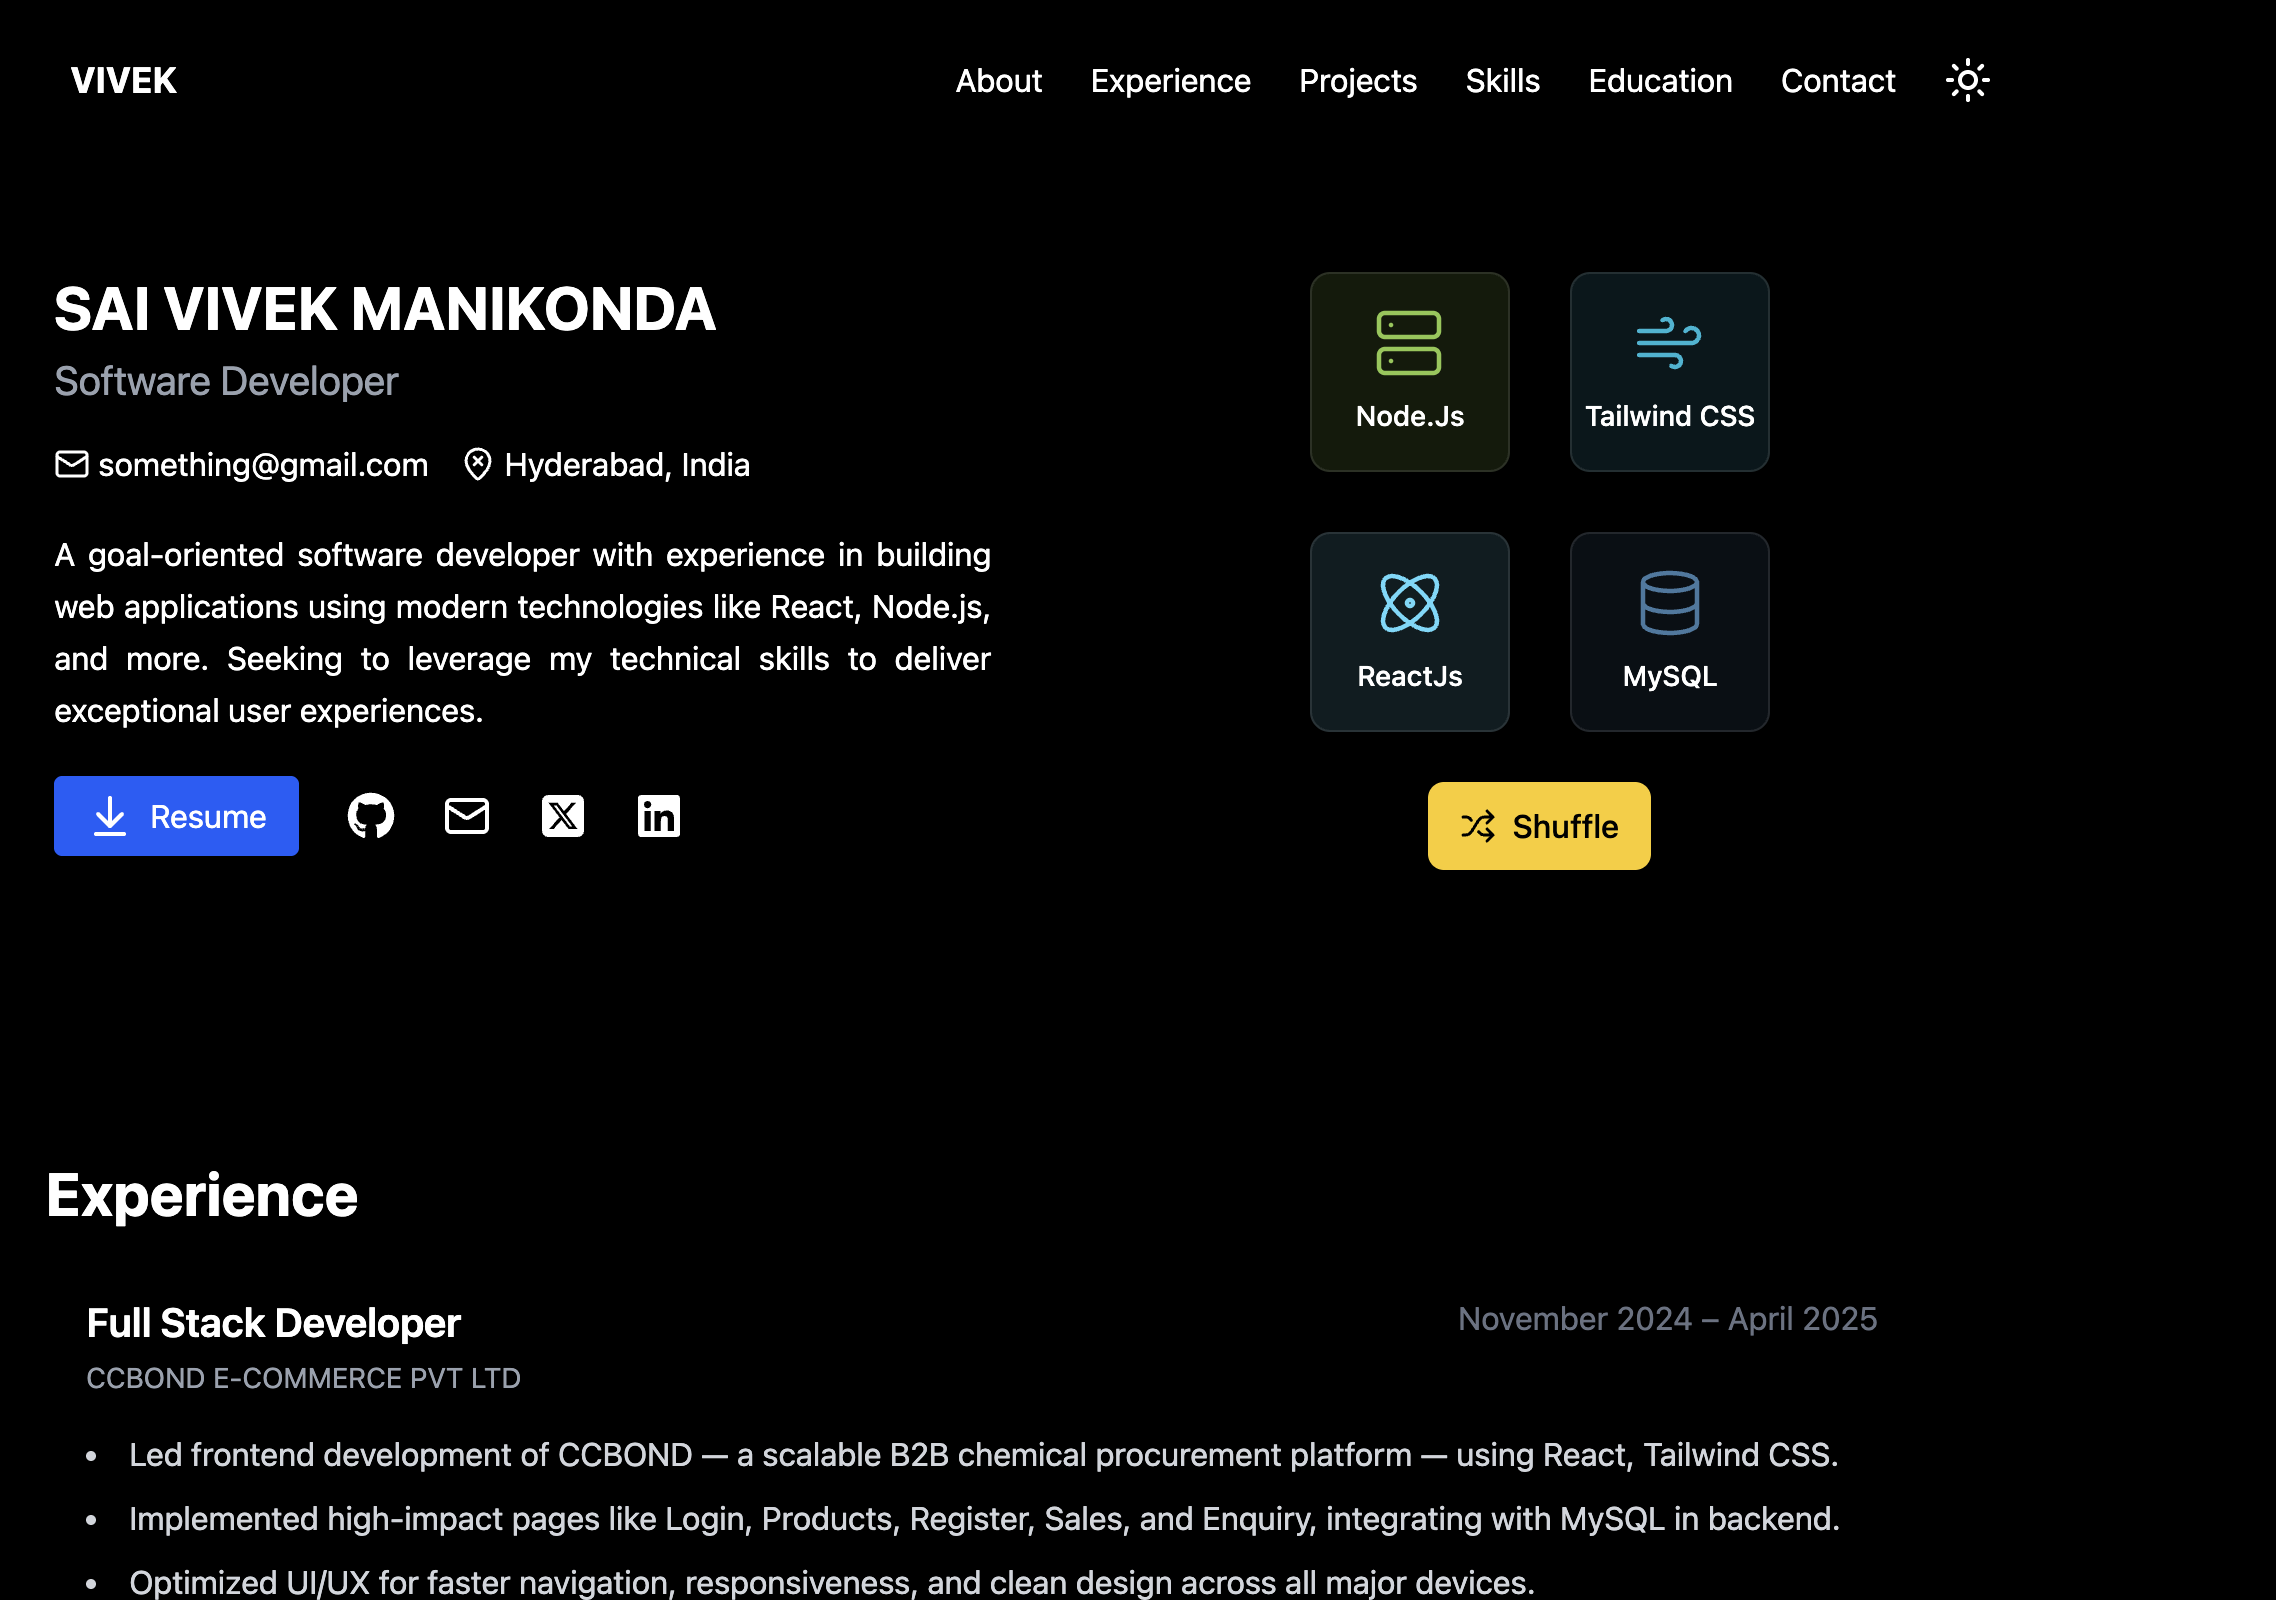 VIVEK
About Experience Projects Skills Education Contact
SAI VIVEK MANIKONDA
Software Developer
something@gmail.com Hyderabad, India
A goal-oriented software developer with experience in building
web applications using modern technologies like React, Node.js,
and more. Seeking to leverage my technical skills to deliver
exceptional user experiences.
Resume
Node.Js
Tailwind CSS
ReactJs
MySQL
Shuffle
Experience
Full Stack Developer
November 2024 – April 2025
CCBOND E-COMMERCE PVT LTD
• Led frontend development of CCBOND — a scalable B2B chemical procurement platform — using React, Tailwind CSS.
• Implemented high-impact pages like Login, Products, Register, Sales, and Enquiry, integrating with MySQL in backend.
• Optimized UI/UX for faster navigation, responsiveness, and clean design across all major devices.